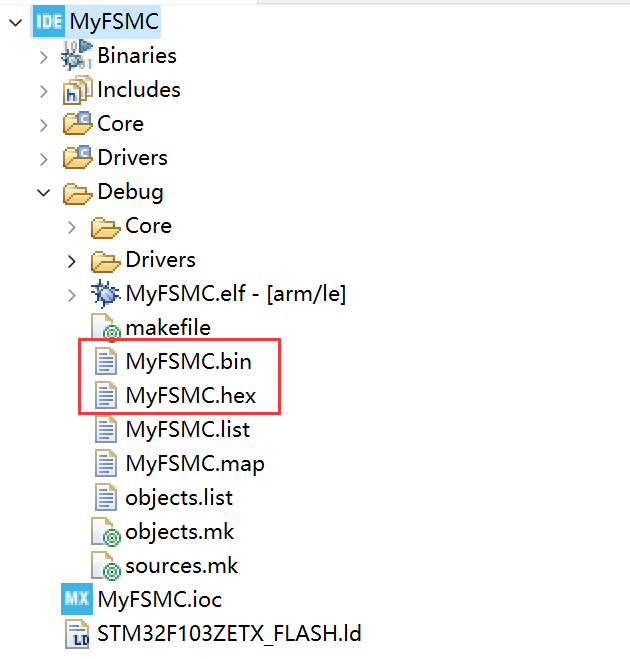 IDE MyFSMC
Binaries
Includes
Core
Drivers
Debug
Core
Drivers
MyFSMC.elf - [arm/le]
makefile
MyFSMC.bin
MyFSMC.hex
MyFSMC.list
MyFSMC.map
objects.list
objects.mk
sources.mk
MX MyFSMC.ioc
LD STM32F103ZETX_FLASH.ld